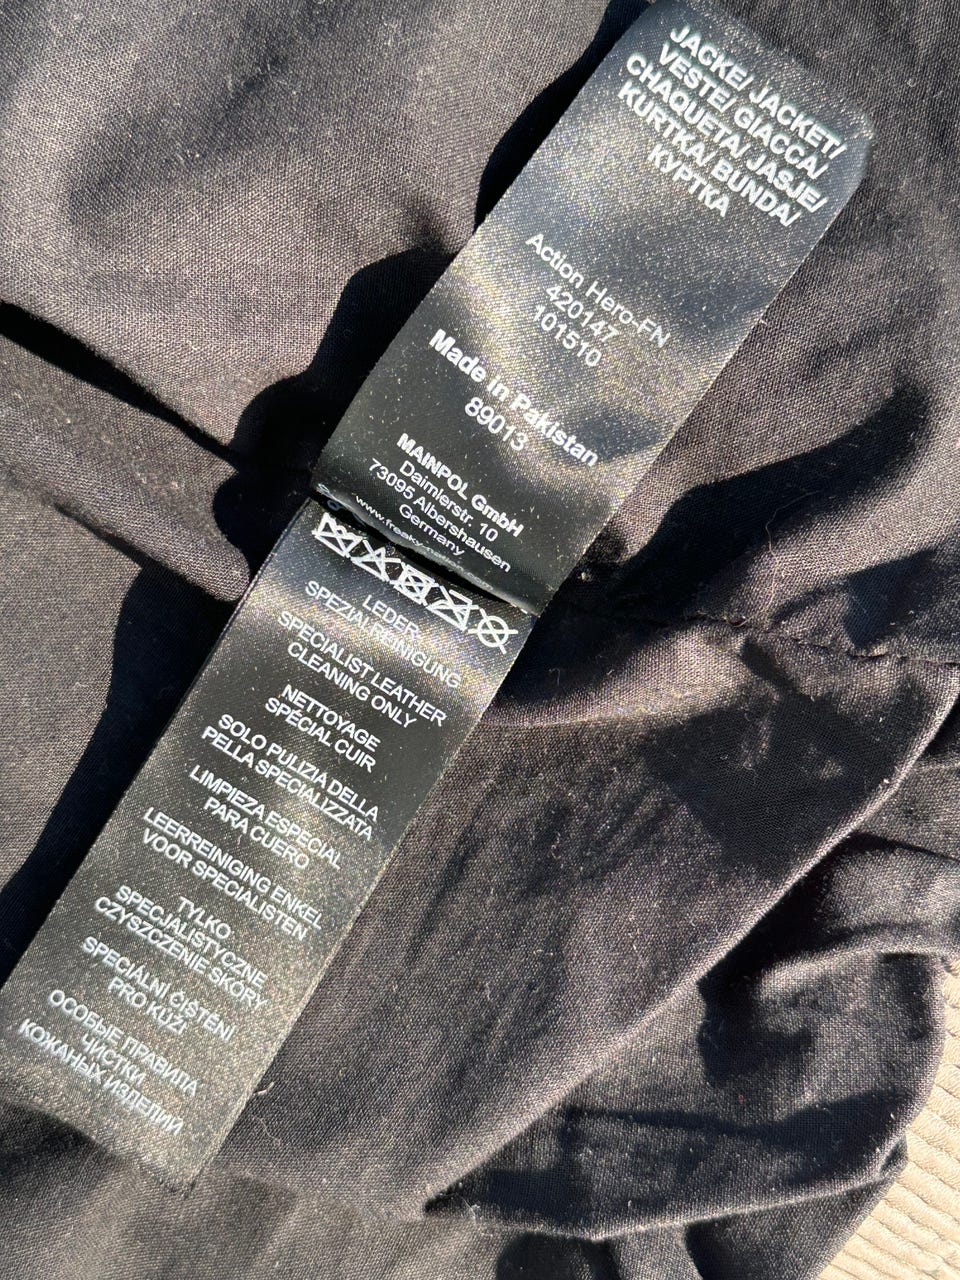 JACKE/ JACKET/
VESTE/ GIACCA/
CHAQUETA/ JASJE/
KURTKA/ BUNDA/
КУРТКА
Action Hero-FN
420147
101510
Made in Pakistan
89013
MAINPOL GmbH
Daimlerstr. 10
73095 Albershausen
Germany
LEDER
SPEZIALREINIGUNG
SPECIALIST LEATHER
CLEANING ONLY
NETTOYAGE
SPÉCIAL CUIR
SOLO PULIZIA DELLA
PELLA SPECIALIZZATA
LIMPIEZA ESPECIAL
PARA CUERO
LEERREINIGING ENKEL
VOOR SPECIALISTEN
TYLKO
SPECJALISTYCZNE
CZYSZCZENIE SKÓRY
SPECIÁLNÍ ČIŠTĚNÍ
PRO KŮŽI
ОСОБЫЕ ПРАВИЛА
ЧИСТКИ
КОЖАНЫХ ИЗДЕЛИЙ